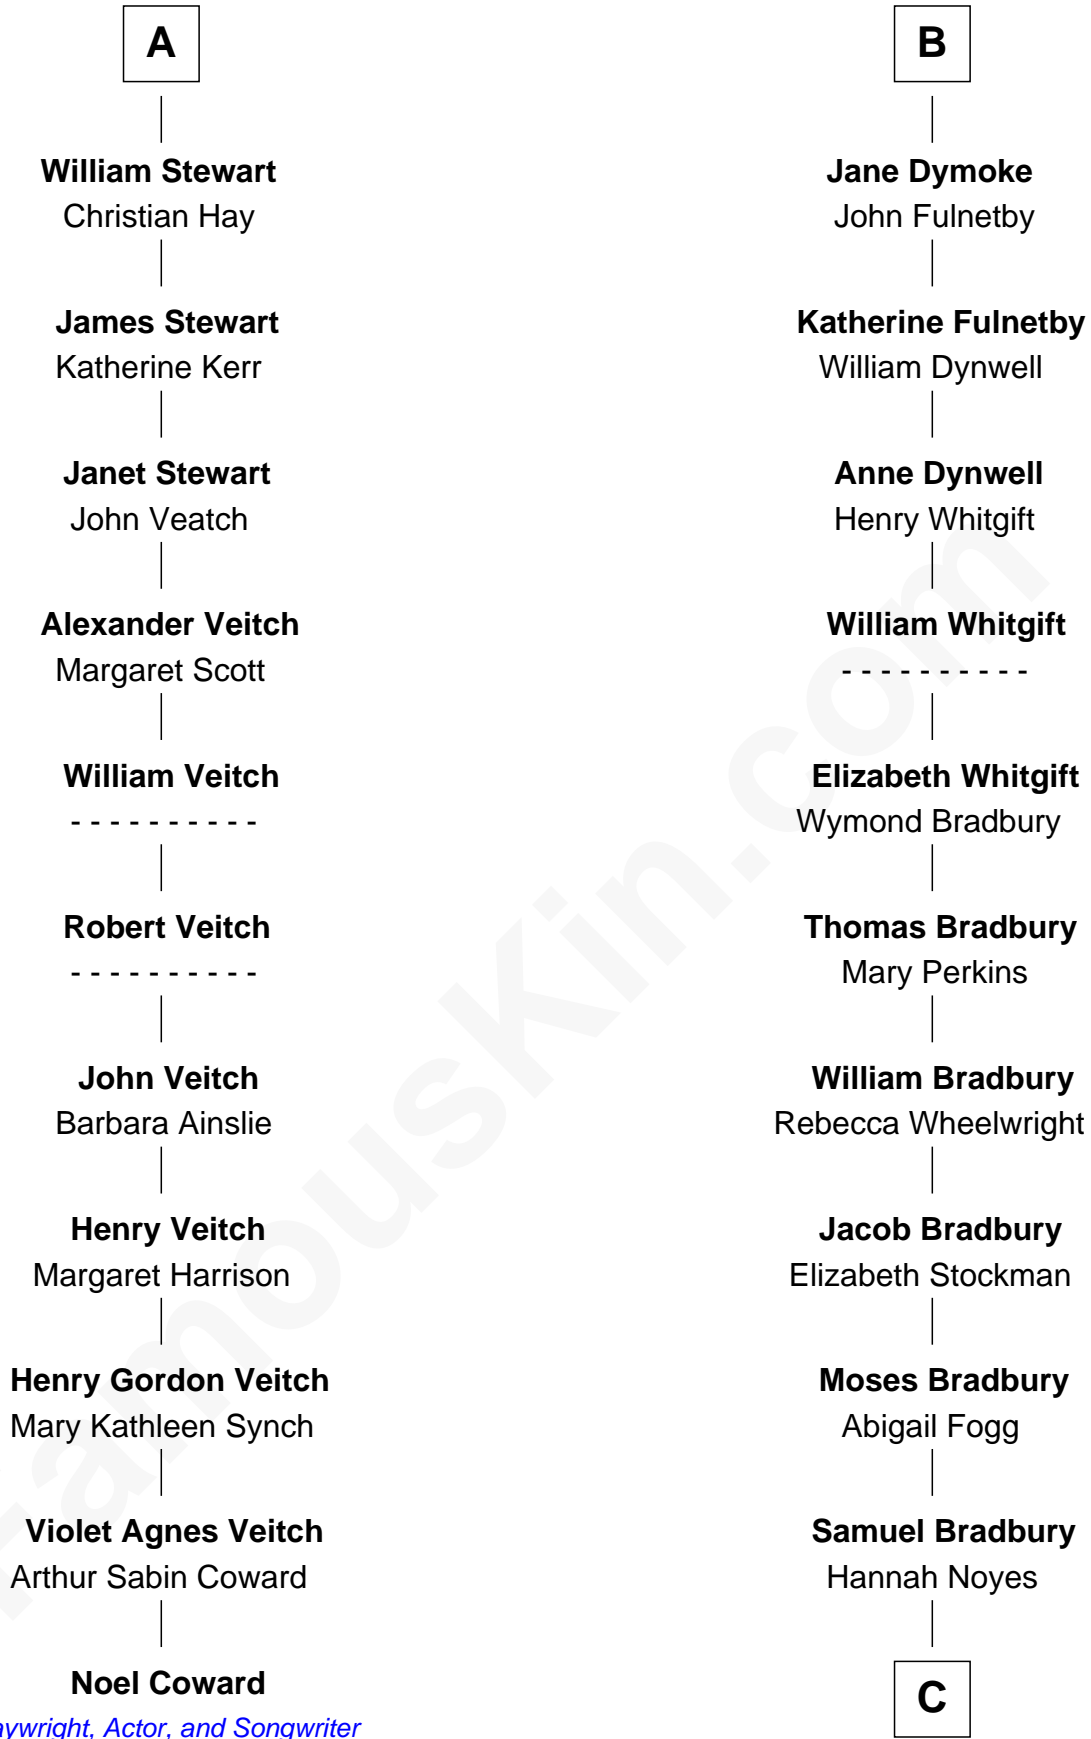 A
William Stewart
Christian Hay
James Stewart
Katherine Kerr
Janet Stewart
John Veatch
Alexander Veitch
Margaret Scott
William Veitch
- - - - - - - - - -
Robert Veitch
- - - - - - - - - -
John Veitch
Barbara Ainslie
Henry Veitch
Margaret Harrison
Henry Gordon Veitch
Mary Kathleen Synch
Violet Agnes Veitch
Arthur Sabin Coward
Noel Coward
aywright, Actor, and Songwriter
B
Jane Dymoke
John Fulnetby
Katherine Fulnetby
William Dynwell
Anne Dynwell
Henry Whitgift
William Whitgift
- - - - - - - - - -
Elizabeth Whitgift
Wymond Bradbury
Thomas Bradbury
Mary Perkins
William Bradbury
Rebecca Wheelwright
Jacob Bradbury
Elizabeth Stockman
Moses Bradbury
Abigail Fogg
Samuel Bradbury
Hannah Noyes
C
FamousKin.com